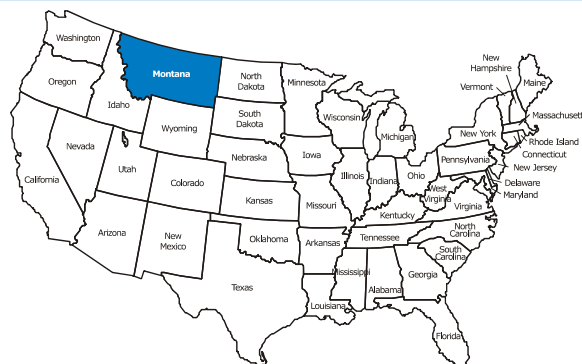 Washington
Montana
North
Dakota
Minnesota
New
Hampshire
Vermont
Maine
Oregon
Idaho
South
Dakota
Wisconsin
Michigan
Massachusett
New York
Rhode Island
Connecticut
Wyoming
Nevada
Utah
Nebraska
Iowa
Illinois
Indiana
Ohio
Pennsylvania
New Jersey
Delaware
Maryland
California
Colorado
Kansas
Missouri
West
Virginia
Virginia
Kentucky
Arizona
New
Mexico
Oklahoma
Arkansas
Tennessee
North
Carolina
South
Carolina
Texas
Louisiana
Mississippi
Alabama
Georgia
Florida